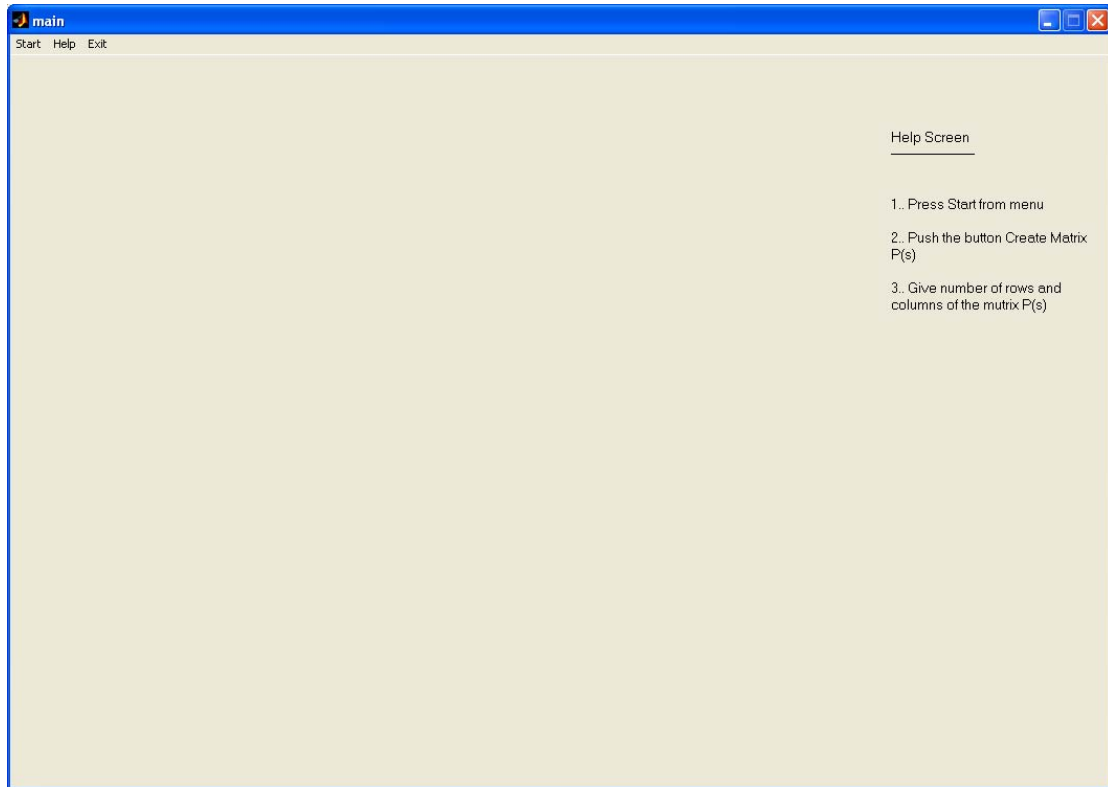 main
Start Help Exit
Help Screen
1.. Press Start from menu
2.. Push the button Create Matrix
P(s)
3.. Give number of rows and
columns of the mutrix P(s)